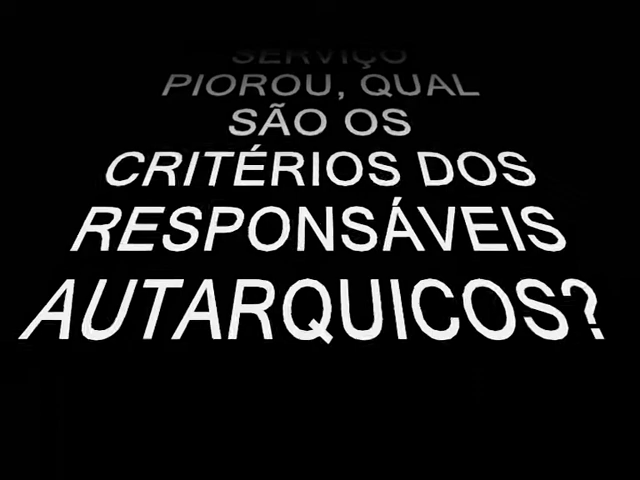 SERVIÇO
PIOROU, QUAL
SÃO OS
CRITÉRIOS DOS
RESPONSÁVEIS
AUTARQUICOS?